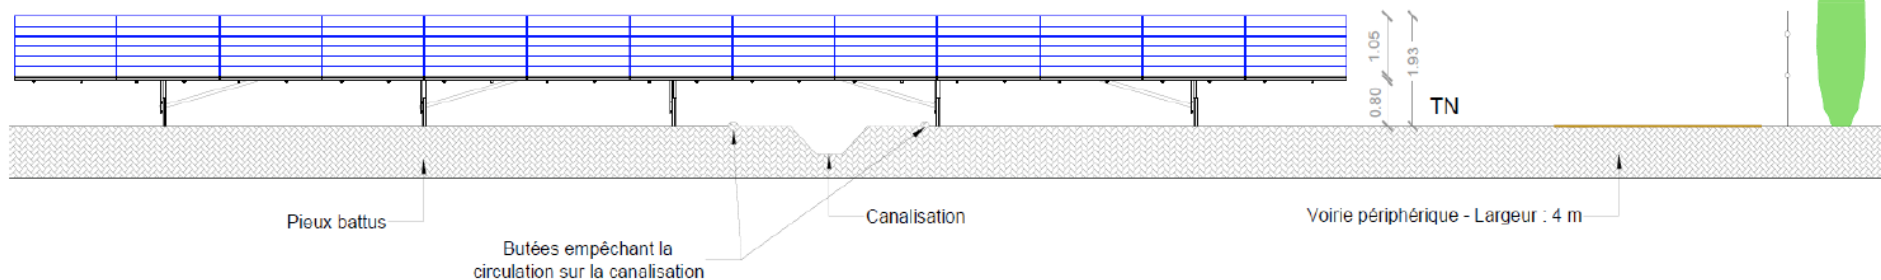 1.05
1.93
0.80
TN
Pieux battus
Canalisation
Voirie périphérique - Largeur : 4 m
Butées empêchant la
circulation sur la canalisation